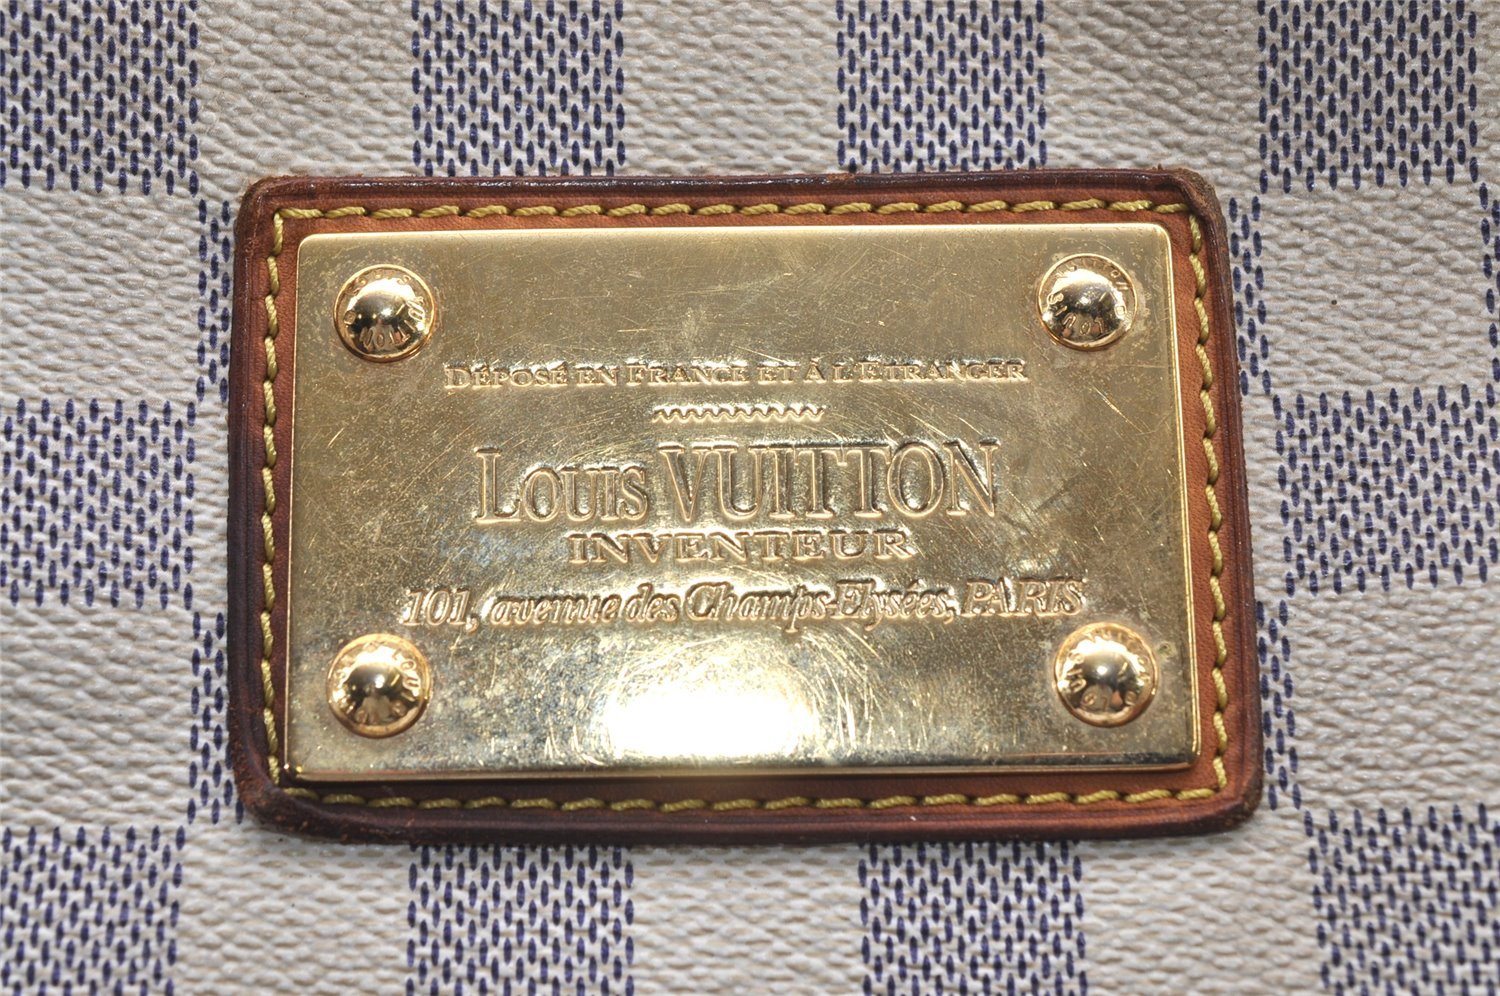 DÉPOSÉ EN FRANCE ET À L'ÉTRANGER
LOUIS VUITTON
INVENTEUR
101, avenue des Champs-Elysées, PARIS